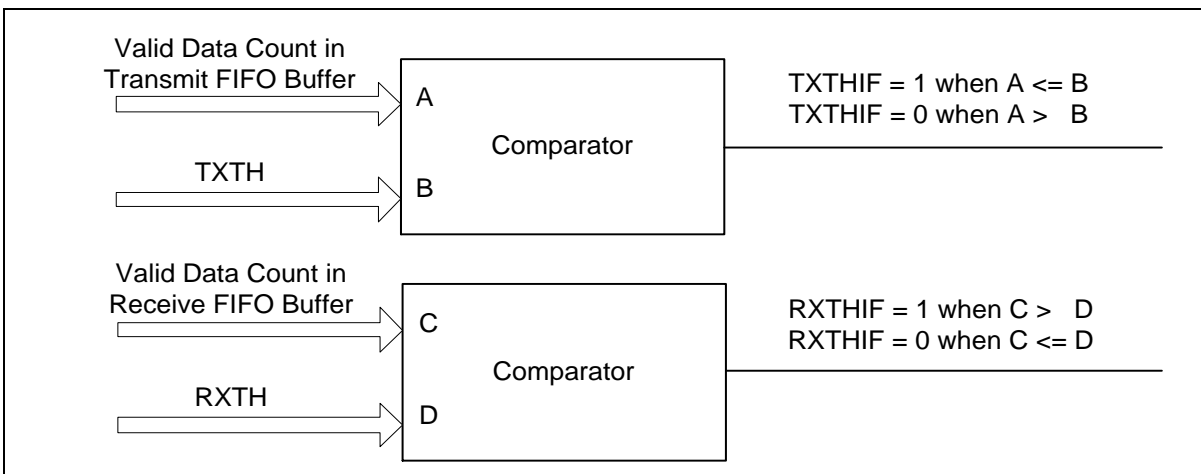 Valid Data Count in
Transmit FIFO Buffer
A
TXTH
B
Comparator
TXTHIF = 1 when A <= B
TXTHIF = 0 when A >   B
Valid Data Count in
Receive FIFO Buffer
C
RXTH
D
Comparator
RXTHIF = 1 when C >   D
RXTHIF = 0 when C <= D